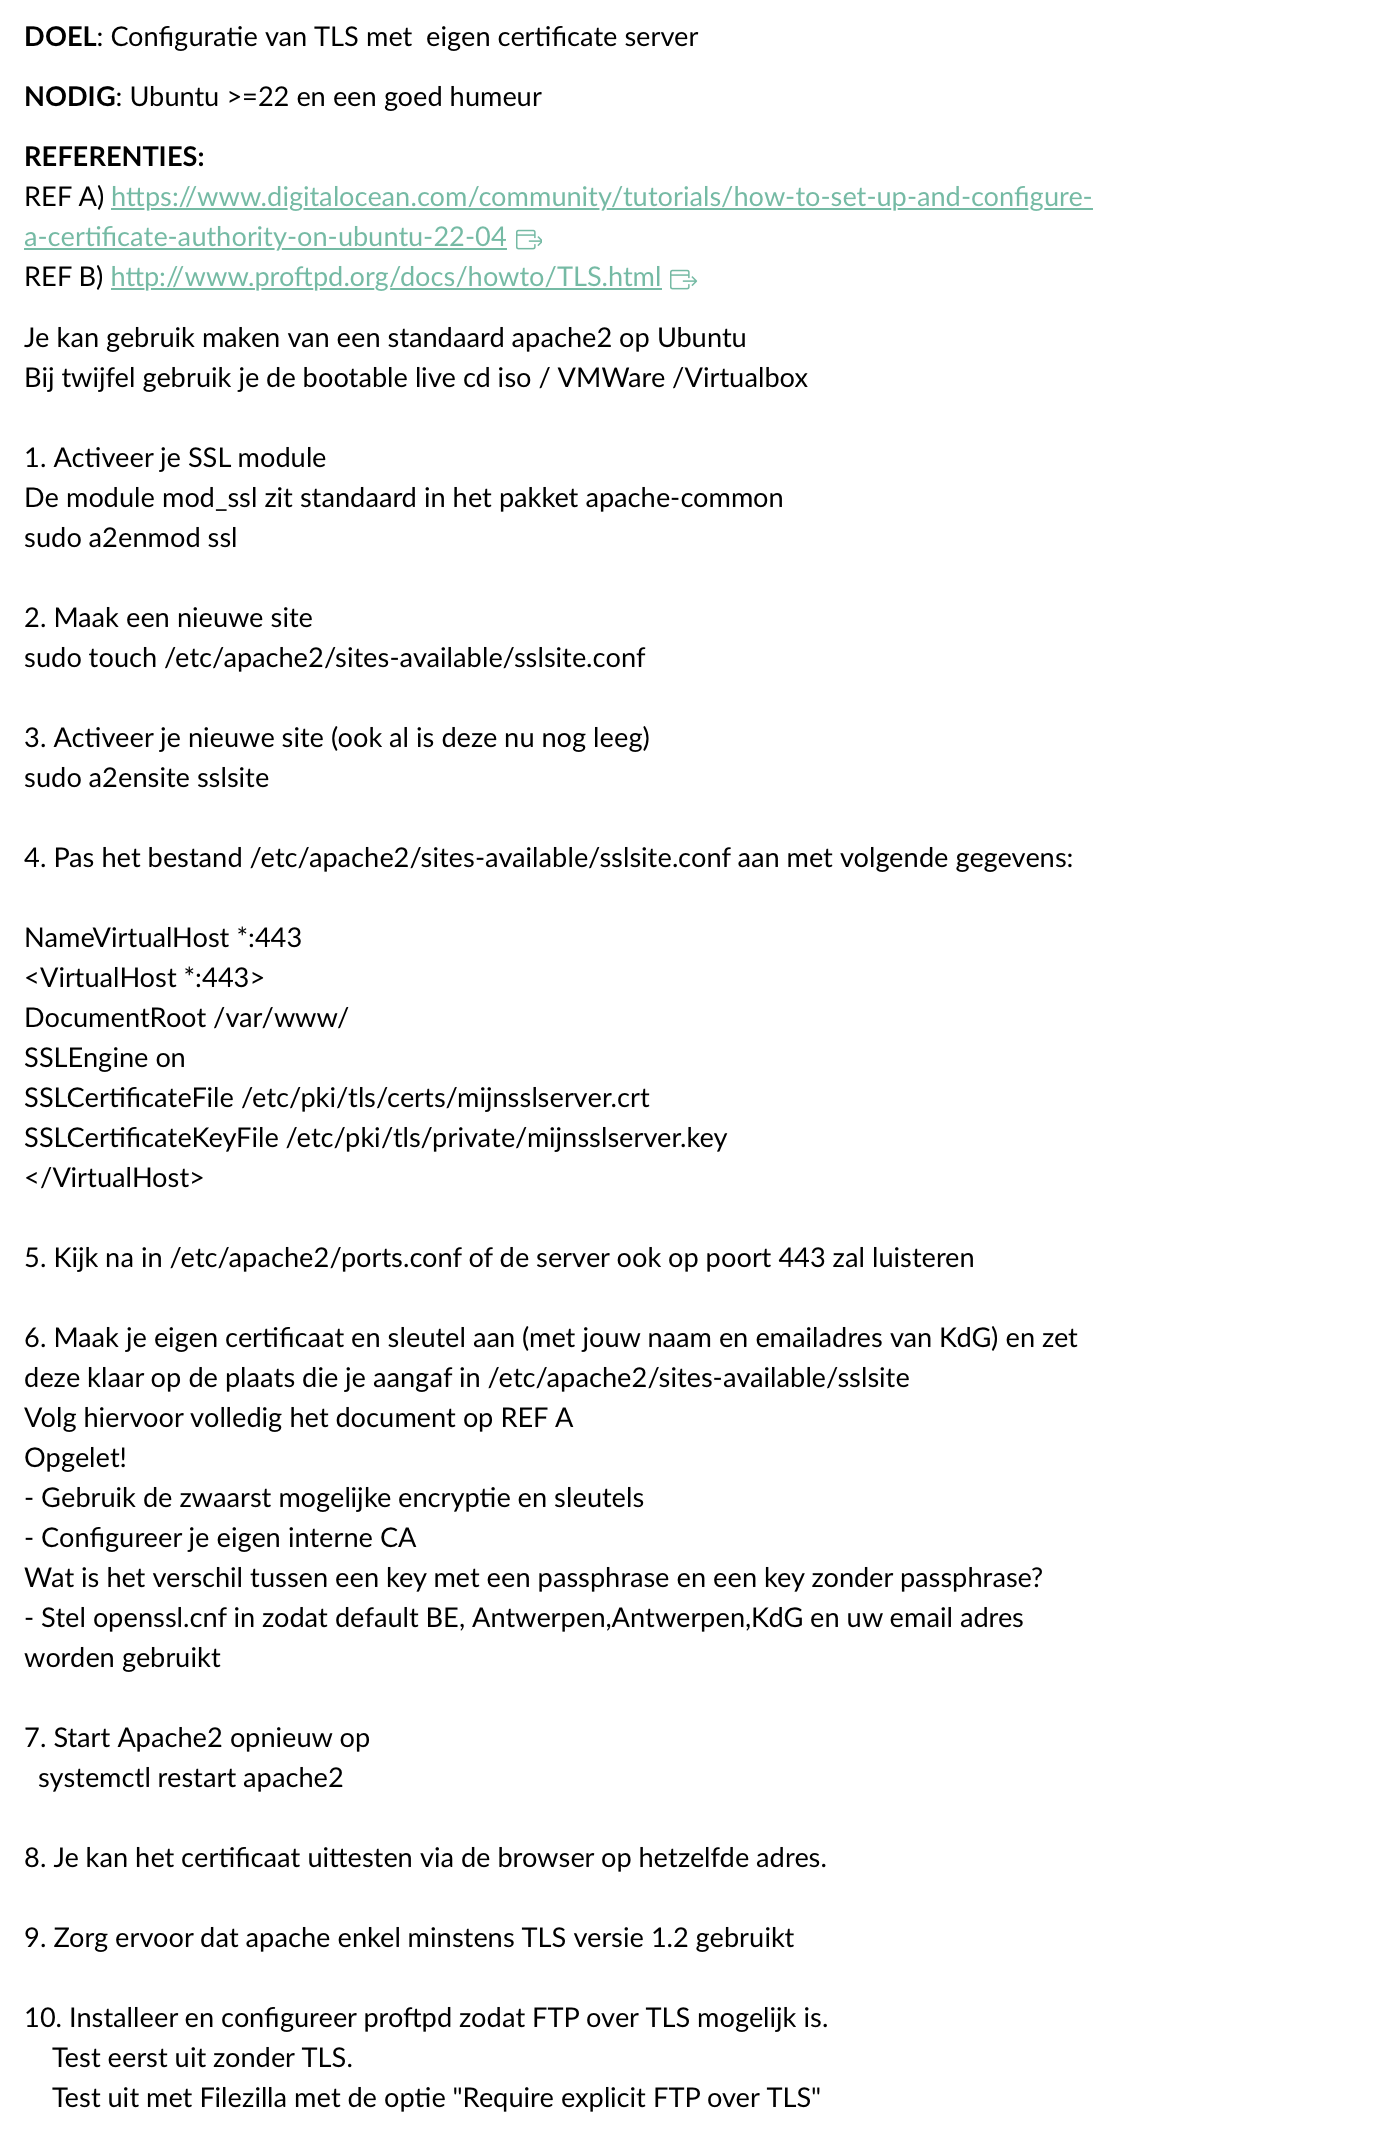 DOEL: Configuratie van TLS met  eigen certificate server
NODIG: Ubuntu >=22 en een goed humeur
REFERENTIES:
REF A) https://www.digitalocean.com/community/tutorials/how-to-set-up-and-configure-
a-certificate-authority-on-ubuntu-22-04
REF B) http://www.proftpd.org/docs/howto/TLS.html
Je kan gebruik maken van een standaard apache2 op Ubuntu
Bij twijfel gebruik je de bootable live cd iso / VMWare /Virtualbox
1. Activeer je SSL module
De module mod_ssl zit standaard in het pakket apache-common
sudo a2enmod ssl
2. Maak een nieuwe site
sudo touch /etc/apache2/sites-available/sslsite.conf
3. Activeer je nieuwe site (ook al is deze nu nog leeg)
sudo a2ensite sslsite
4. Pas het bestand /etc/apache2/sites-available/sslsite.conf aan met volgende gegevens:
NameVirtualHost *:443
<VirtualHost *:443>
DocumentRoot /var/www/
SSLEngine on
SSLCertificateFile /etc/pki/tls/certs/mijnsslserver.crt
SSLCertificateKeyFile /etc/pki/tls/private/mijnsslserver.key
</VirtualHost>
5. Kijk na in /etc/apache2/ports.conf of de server ook op poort 443 zal luisteren
6. Maak je eigen certificaat en sleutel aan (met jouw naam en emailadres van KdG) en zet
deze klaar op de plaats die je aangaf in /etc/apache2/sites-available/sslsite
Volg hiervoor volledig het document op REF A
Opgelet!
- Gebruik de zwaarst mogelijke encryptie en sleutels
- Configureer je eigen interne CA
Wat is het verschil tussen een key met een passphrase en een key zonder passphrase?
- Stel openssl.cnf in zodat default BE, Antwerpen,Antwerpen,KdG en uw email adres
worden gebruikt
7. Start Apache2 opnieuw op
systemctl restart apache2
8. Je kan het certificaat uittesten via de browser op hetzelfde adres.
9. Zorg ervoor dat apache enkel minstens TLS versie 1.2 gebruikt
10. Installeer en configureer proftpd zodat FTP over TLS mogelijk is.
Test eerst uit zonder TLS.
Test uit met Filezilla met de optie "Require explicit FTP over TLS"